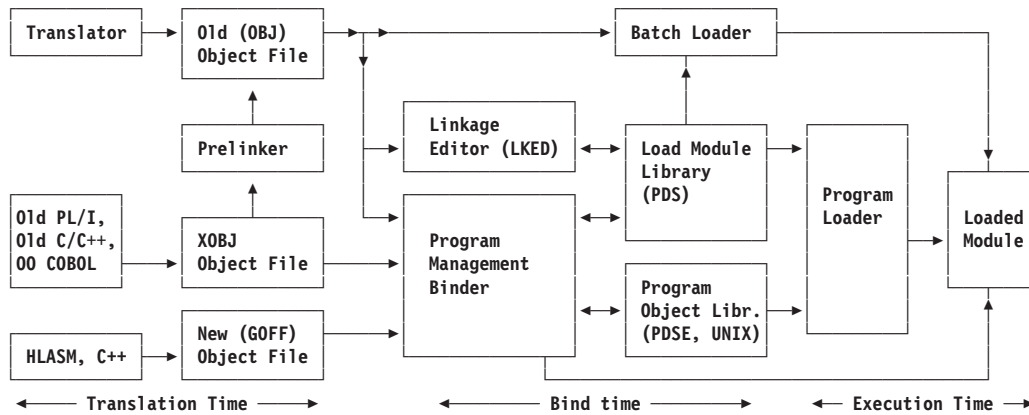 Translator
Old (OBJ)
Object File
Batch Loader
Prelinker
Linkage
Editor (LKED)
Load Module
Library
(PDS)
Program
Loader
Loaded
Module
Old PL/I,
Old C/C++,
OO COBOL
XOBJ
Object File
Program
Management
Binder
Program
Object Libr.
(PDSE, UNIX)
HLASM, C++
New (GOFF)
Object File
Translation Time
Bind time
Execution Time